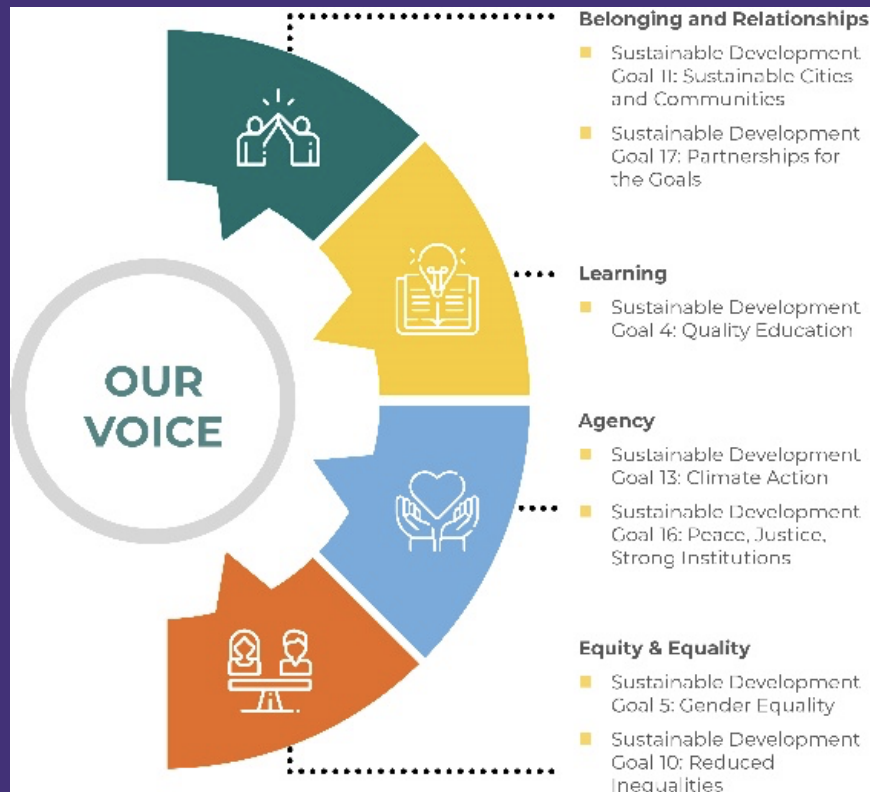 OUR
VOICE
Belonging and Relationships
Sustainable Development
Goal 11: Sustainable Cities
and Communities
Sustainable Development
Goal 17: Partnerships for
the Goals
Learning
Sustainable Development
Goal 4: Quality Education
Agency
Sustainable Development
Goal 13: Climate Action
Sustainable Development
Goal 16: Peace, Justice,
Strong Institutions
Equity & Equality
Sustainable Development
Goal 5: Gender Equality
Sustainable Development
Goal 10: Reduced
Inequalities